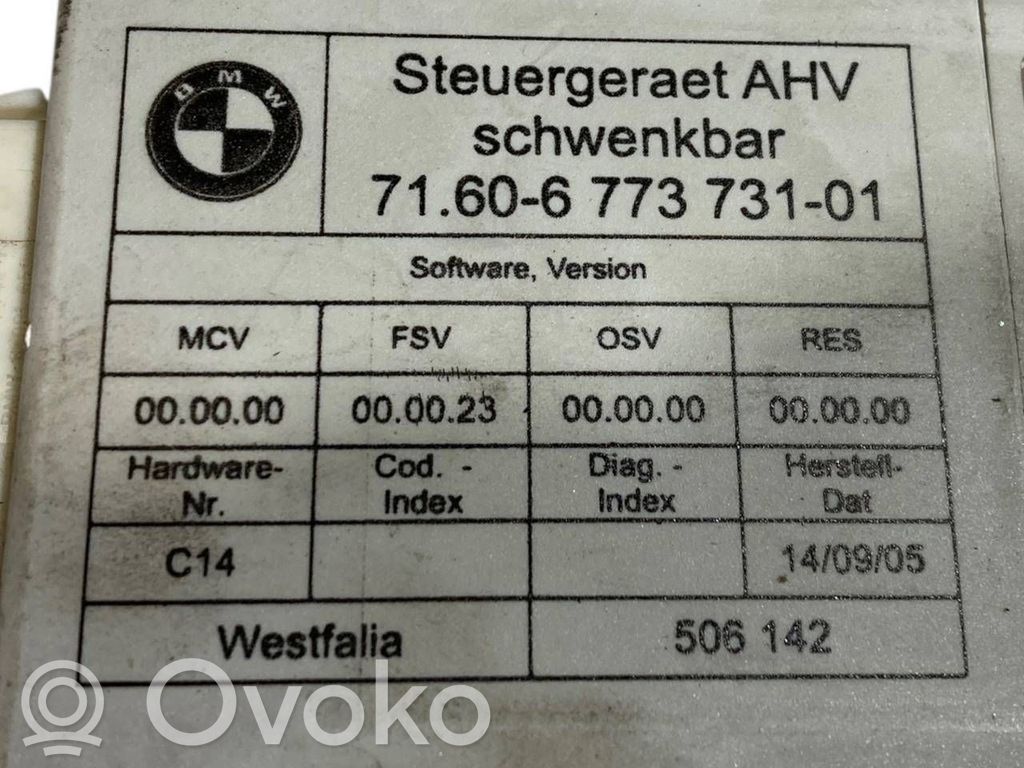 BMW
Steuergeraet AHV
schwenkbar
71.60-6 773 731-01
Software, Version
MCV FSV OSV RES
00.00.00 00.00.23 00.00.00 00.00.00
Hardware- Cod. - Diag. - Herstell-
Nr. Index Index Dat
C14 14/09/05
Westfalia 506 142
Ovoko